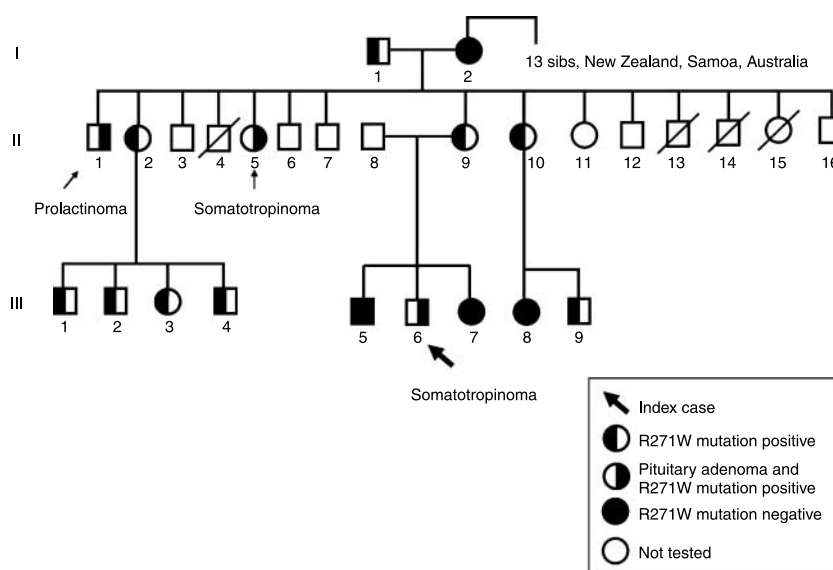 I
1
2
13 sibs, New Zealand, Samoa, Australia
II
1
2
3
4
5
6
7
8
9
10
11
12
13
14
15
16
Prolactinoma
Somatotropinoma
III
1
2
3
4
5
6
7
8
9
Somatotropinoma
Index case
R271W mutation positive
Pituitary adenoma and
R271W mutation positive
R271W mutation negative
Not tested